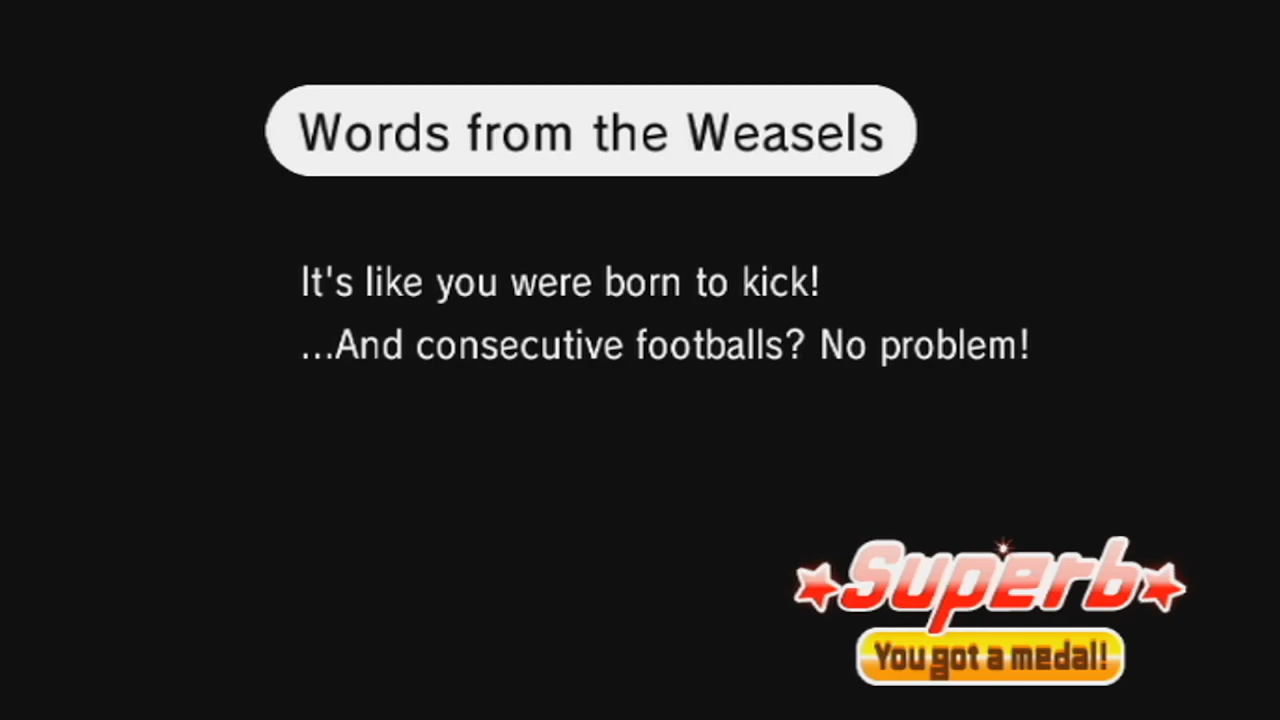 Words from the Weasels
It's like you were born to kick!
...And consecutive footballs? No problem!
Superb
You got a medal!